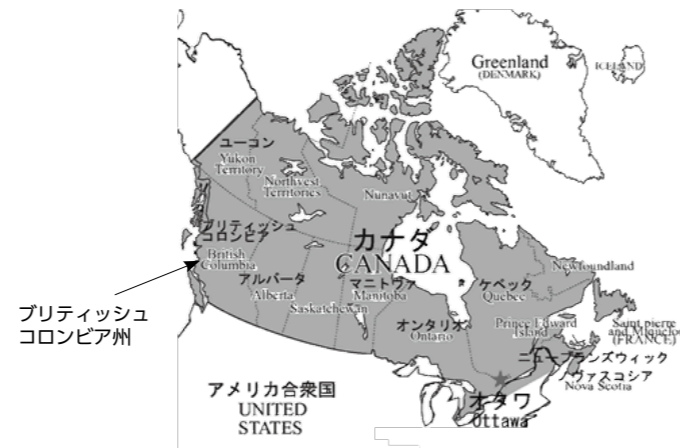 Greenland
(DENMARK)
ICELAND
ユーコン
Yukon
Territory
Northwest
Territories
Nunavut
ブリティッシュ
コロンビア
British
Columbia
カナダ
CANADA
アルバータ
Alberta
Saskatchewan
マニトヴァ
Manitoba
オンタリオ
Ontario
ケベック
Quebec
Newfoundland
Prince Edward
Island
Saint pierre
and Miquelon
(FRANCE)
ニューブランズウィック
ノヴァスコシア
Nova Scotia
オタワ
Ottawa
アメリカ合衆国
UNITED
STATES
ブリティッシュ
コロンビア州